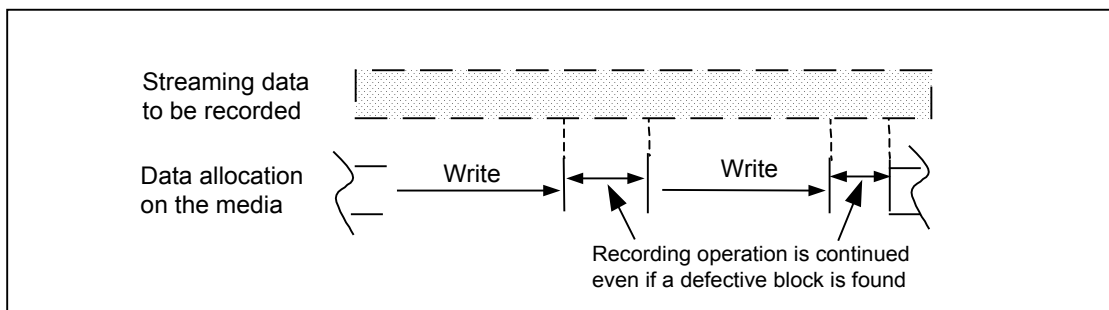 Streaming data
to be recorded
Data allocation
on the media
Write
Write
Recording operation is continued
even if a defective block is found